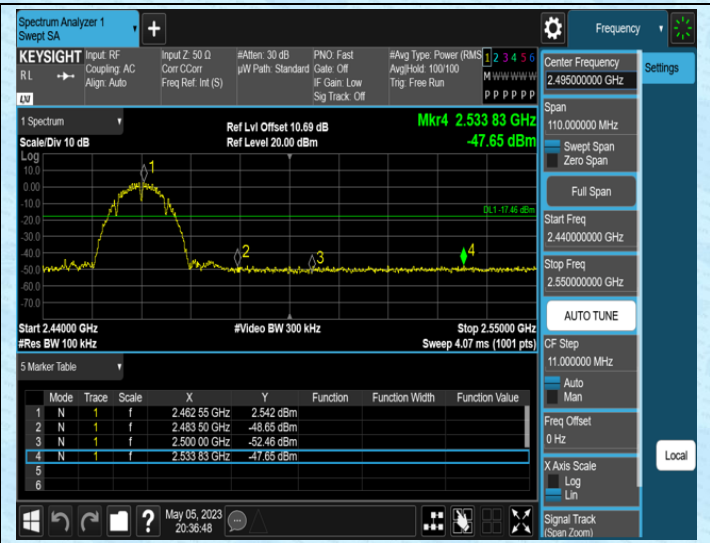 Spectrum Analyzer 1
Swept SA
+
Frequency
KEYSIGHT
RL
LXI
Input: RF
Coupling: AC
Align: Auto
Input Z: 50 Ω
Corr CCorr
Freq Ref: Int (S)
#Atten: 30 dB
µW Path: Standard
PNO: Fast
Gate: Off
IF Gain: Low
Sig Track: Off
#Avg Type: Power (RMS)
Avg|Hold: 100/100
Trig: Free Run
1 2 3 4 5 6
M W W W W W
P P P P P P
1 Spectrum
Scale/Div 10 dB
Ref Lvl Offset 10.69 dB
Ref Level 20.00 dBm
Mkr4 2.533 83 GHz
-47.65 dBm
Log
10.0
0.00
-10.0
-20.0
-30.0
-40.0
-50.0
-60.0
-70.0
1
2
3
4
DL1 -17.46 dBm
Start 2.44000 GHz
#Res BW 100 kHz
#Video BW 300 kHz
Stop 2.55000 GHz
Sweep 4.07 ms (1001 pts)
5 Marker Table
Mode Trace Scale X Y Function Function Width Function Value
1 N 1 f 2.462 55 GHz 2.542 dBm
2 N 1 f 2.483 50 GHz -48.65 dBm
3 N 1 f 2.500 00 GHz -52.46 dBm
4 N 1 f 2.533 83 GHz -47.65 dBm
5
6
?
May 05, 2023
20:36:48
Center Frequency
2.495000000 GHz
Span
110.000000 MHz
Swept Span
Zero Span
Full Span
Start Freq
2.440000000 GHz
Stop Freq
2.550000000 GHz
AUTO TUNE
CF Step
11.000000 MHz
Auto
Man
Freq Offset
0 Hz
X Axis Scale
Log
Lin
Signal Track
(Span Zoom)
Settings
Local